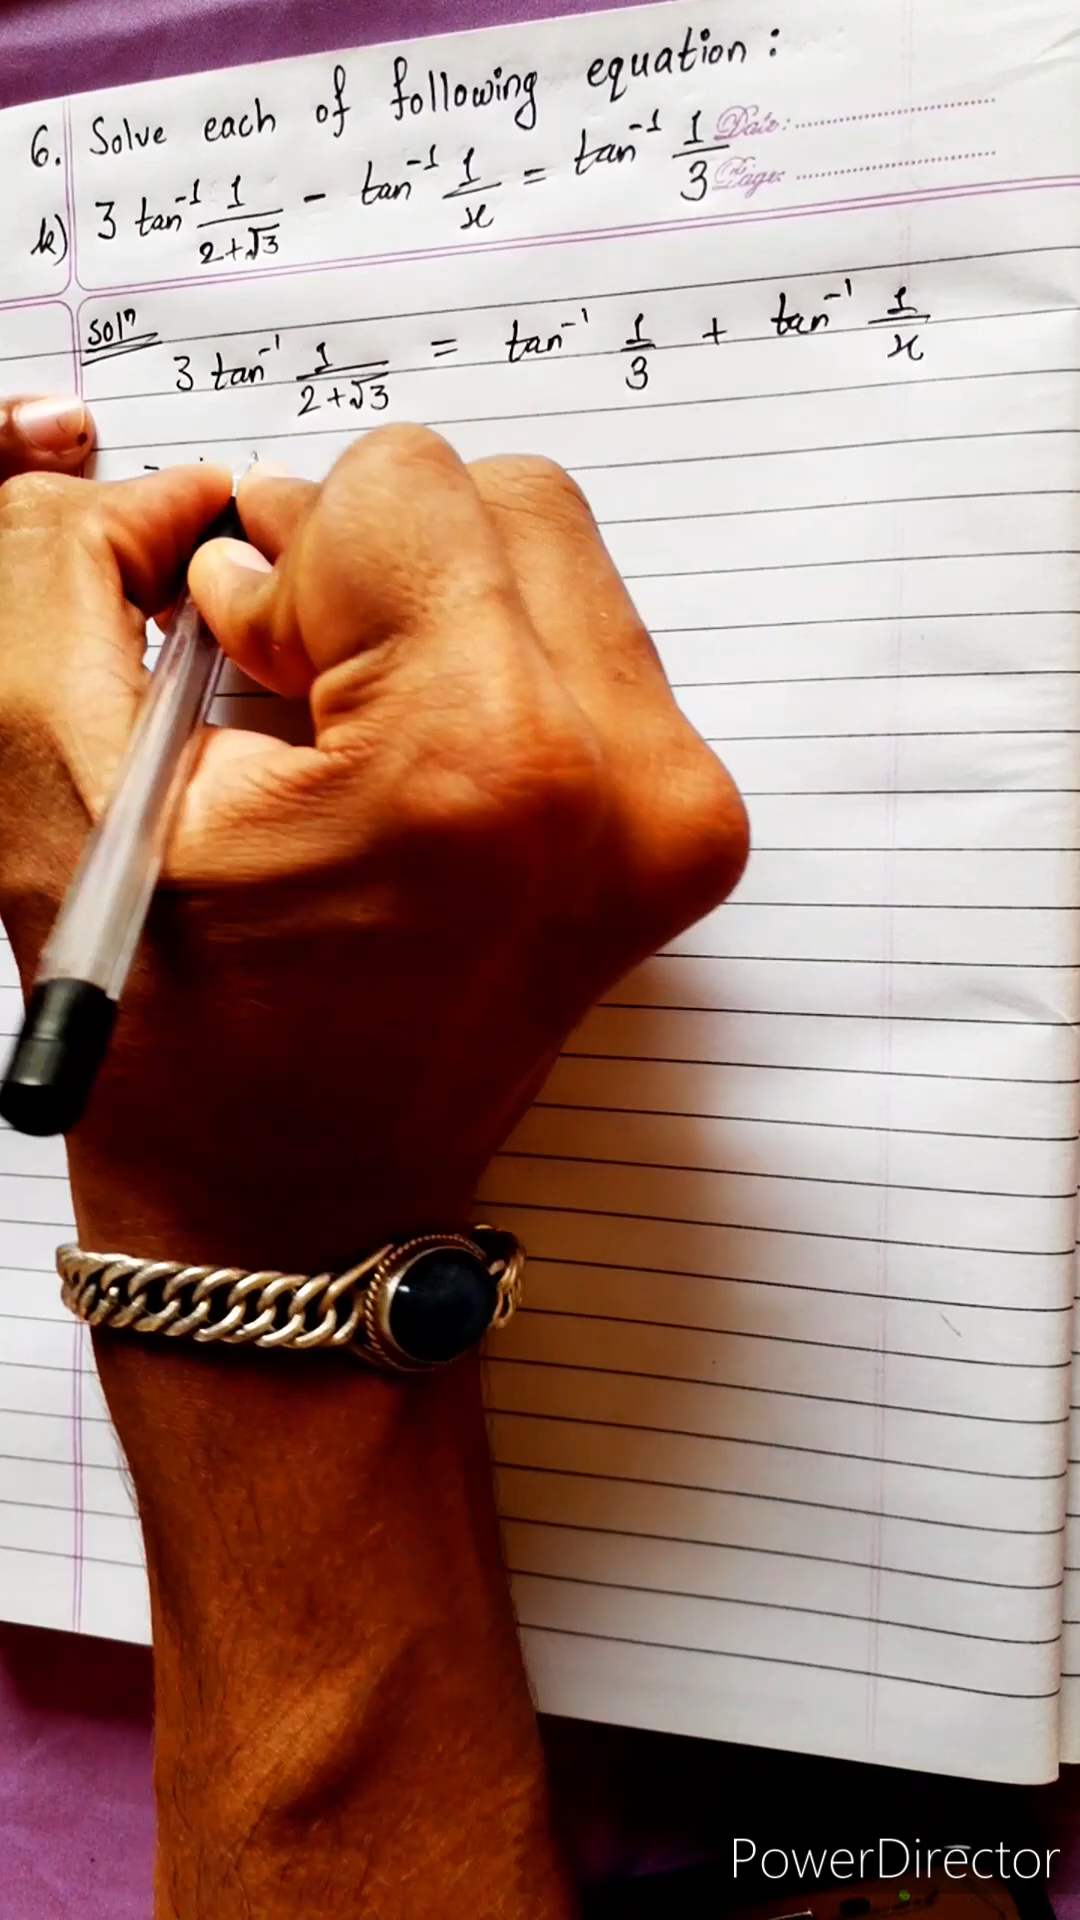 6. Solve each of following equation :
k) 3 tan⁻¹ 1/(2+√3) - tan⁻¹ 1/x = tan⁻¹ 1/3
Date:
Page:
Solⁿ
3 tan⁻¹ 1/(2+√3) = tan⁻¹ 1/3 + tan⁻¹ 1/x
PowerDirector